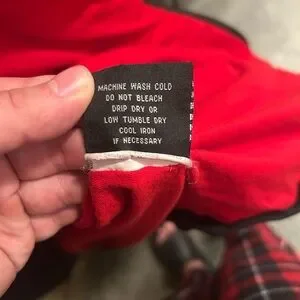 MACHINE WASH COLD
DO NOT BLEACH
DRIP DRY OR
LOW TUMBLE DRY
COOL IRON
IF NECESSARY